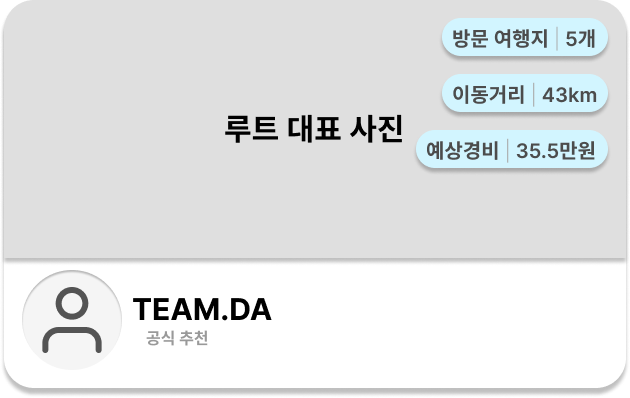 방문 여행지 | 5개
이동거리 | 43km
루트 대표 사진
예상경비 | 35.5만원
TEAM.DA
공식 추천